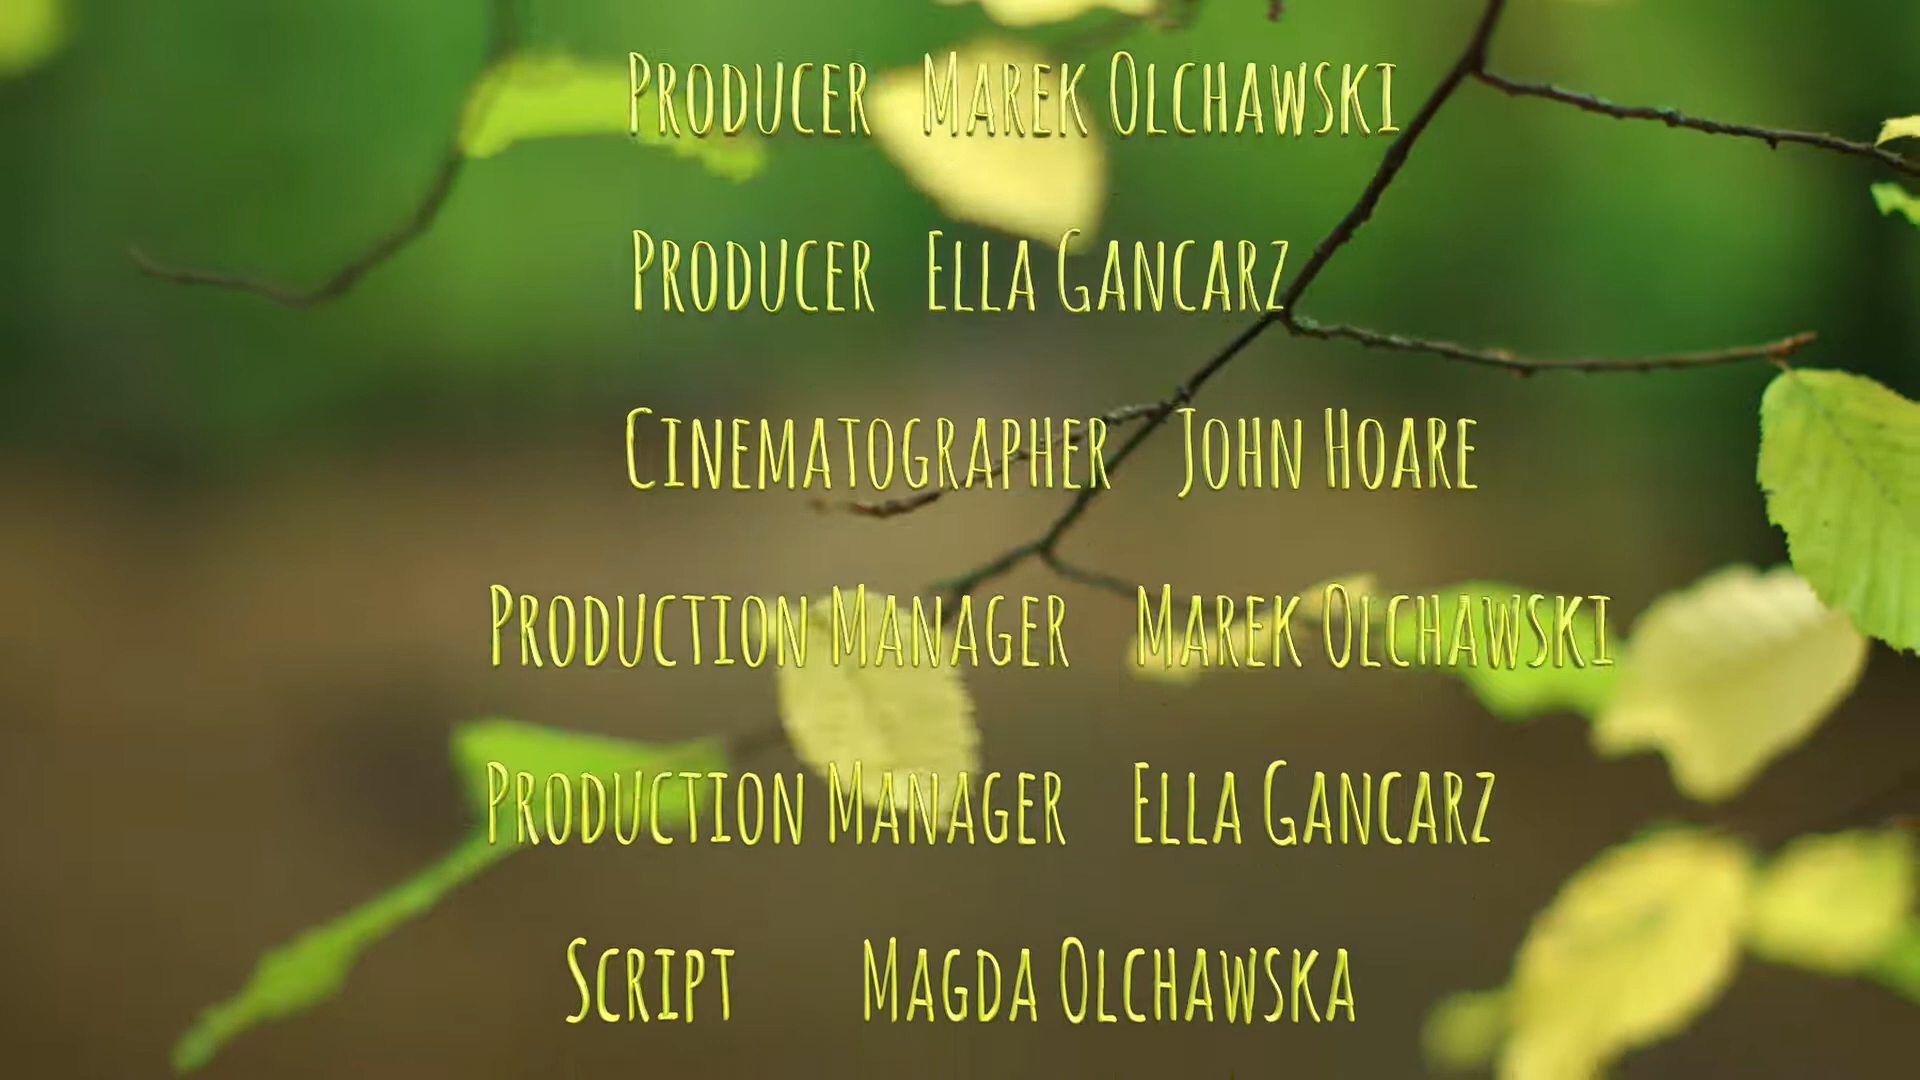 Producer Marek Olchawski
Producer Ella Gancarz
Cinematographer John Hoare
Production Manager Marek Olchawski
Production Manager Ella Gancarz
Script Magda Olchawska